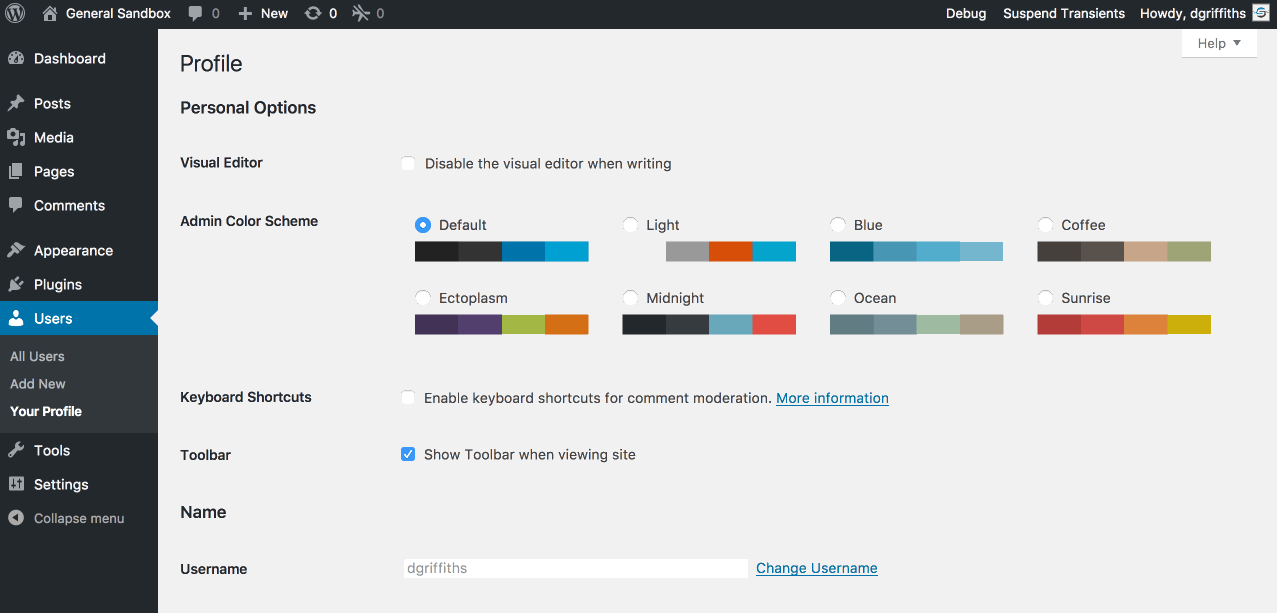 General Sandbox 0 New 0 0 Debug Suspend Transients Howdy, dgriffiths
Help
Dashboard
Posts
Media
Pages
Comments
Appearance
Plugins
Users
All Users
Add New
Your Profile
Tools
Settings
Collapse menu
Profile
Personal Options
Visual Editor Disable the visual editor when writing
Admin Color Scheme Default Light Blue Coffee
Ectoplasm Midnight Ocean Sunrise
Keyboard Shortcuts Enable keyboard shortcuts for comment moderation. More information
Toolbar Show Toolbar when viewing site
Name
Username dgriffiths Change Username